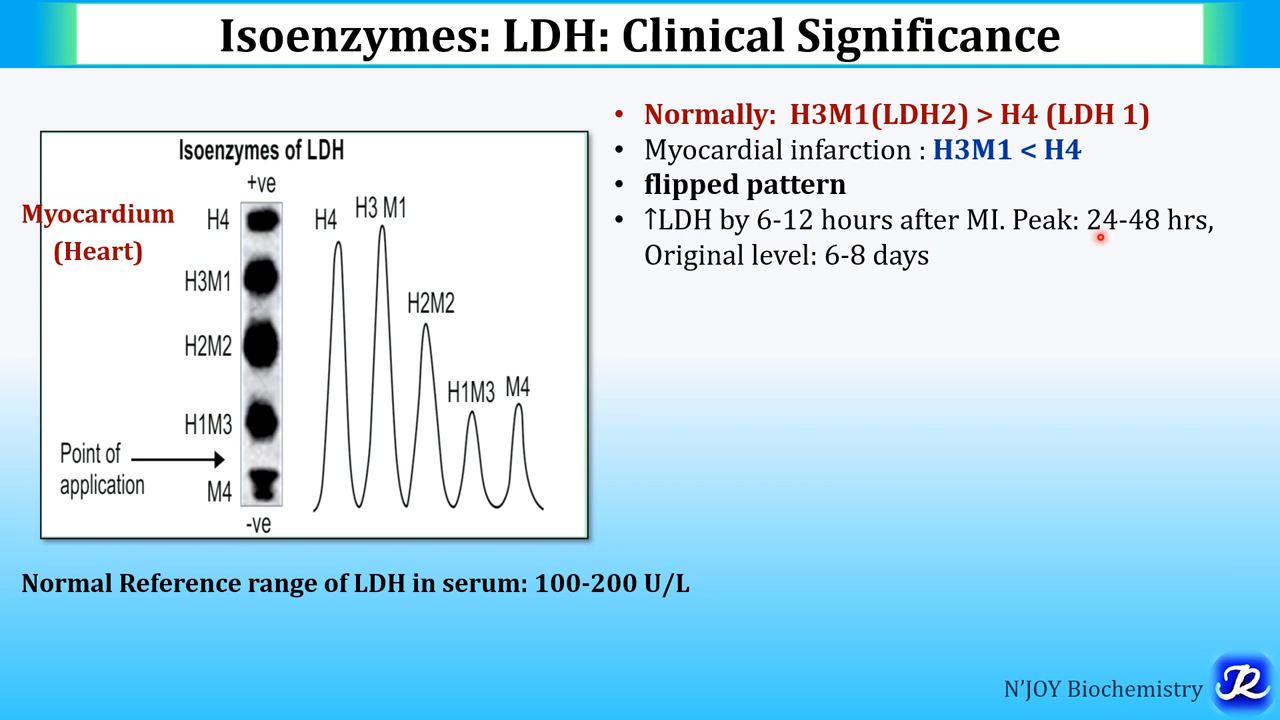 Isoenzymes: LDH: Clinical Significance
• Normally: H3M1(LDH2) > H4 (LDH 1)
• Myocardial infarction : H3M1 < H4
• flipped pattern
• ↑LDH by 6-12 hours after MI. Peak: 24-48 hrs,
Original level: 6-8 days
Isoenzymes of LDH
+ve
Myocardium
(Heart)
H4
H3M1
H2M2
H1M3
Point of
application
M4
-ve
H4
H3 M1
H2M2
H1M3
M4
Normal Reference range of LDH in serum: 100-200 U/L
N'JOY Biochemistry